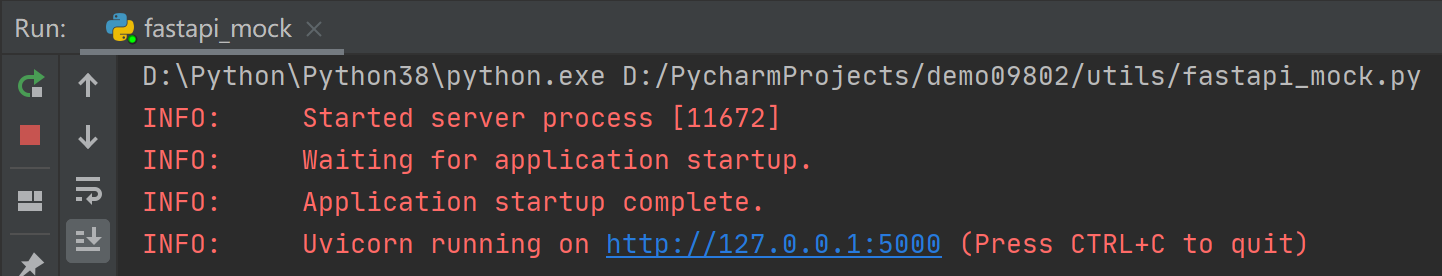 Run: fastapi_mock
D:\Python\Python38\python.exe D:/PycharmProjects/demo09802/utils/fastapi_mock.py
INFO:     Started server process [11672]
INFO:     Waiting for application startup.
INFO:     Application startup complete.
INFO:     Uvicorn running on http://127.0.0.1:5000 (Press CTRL+C to quit)